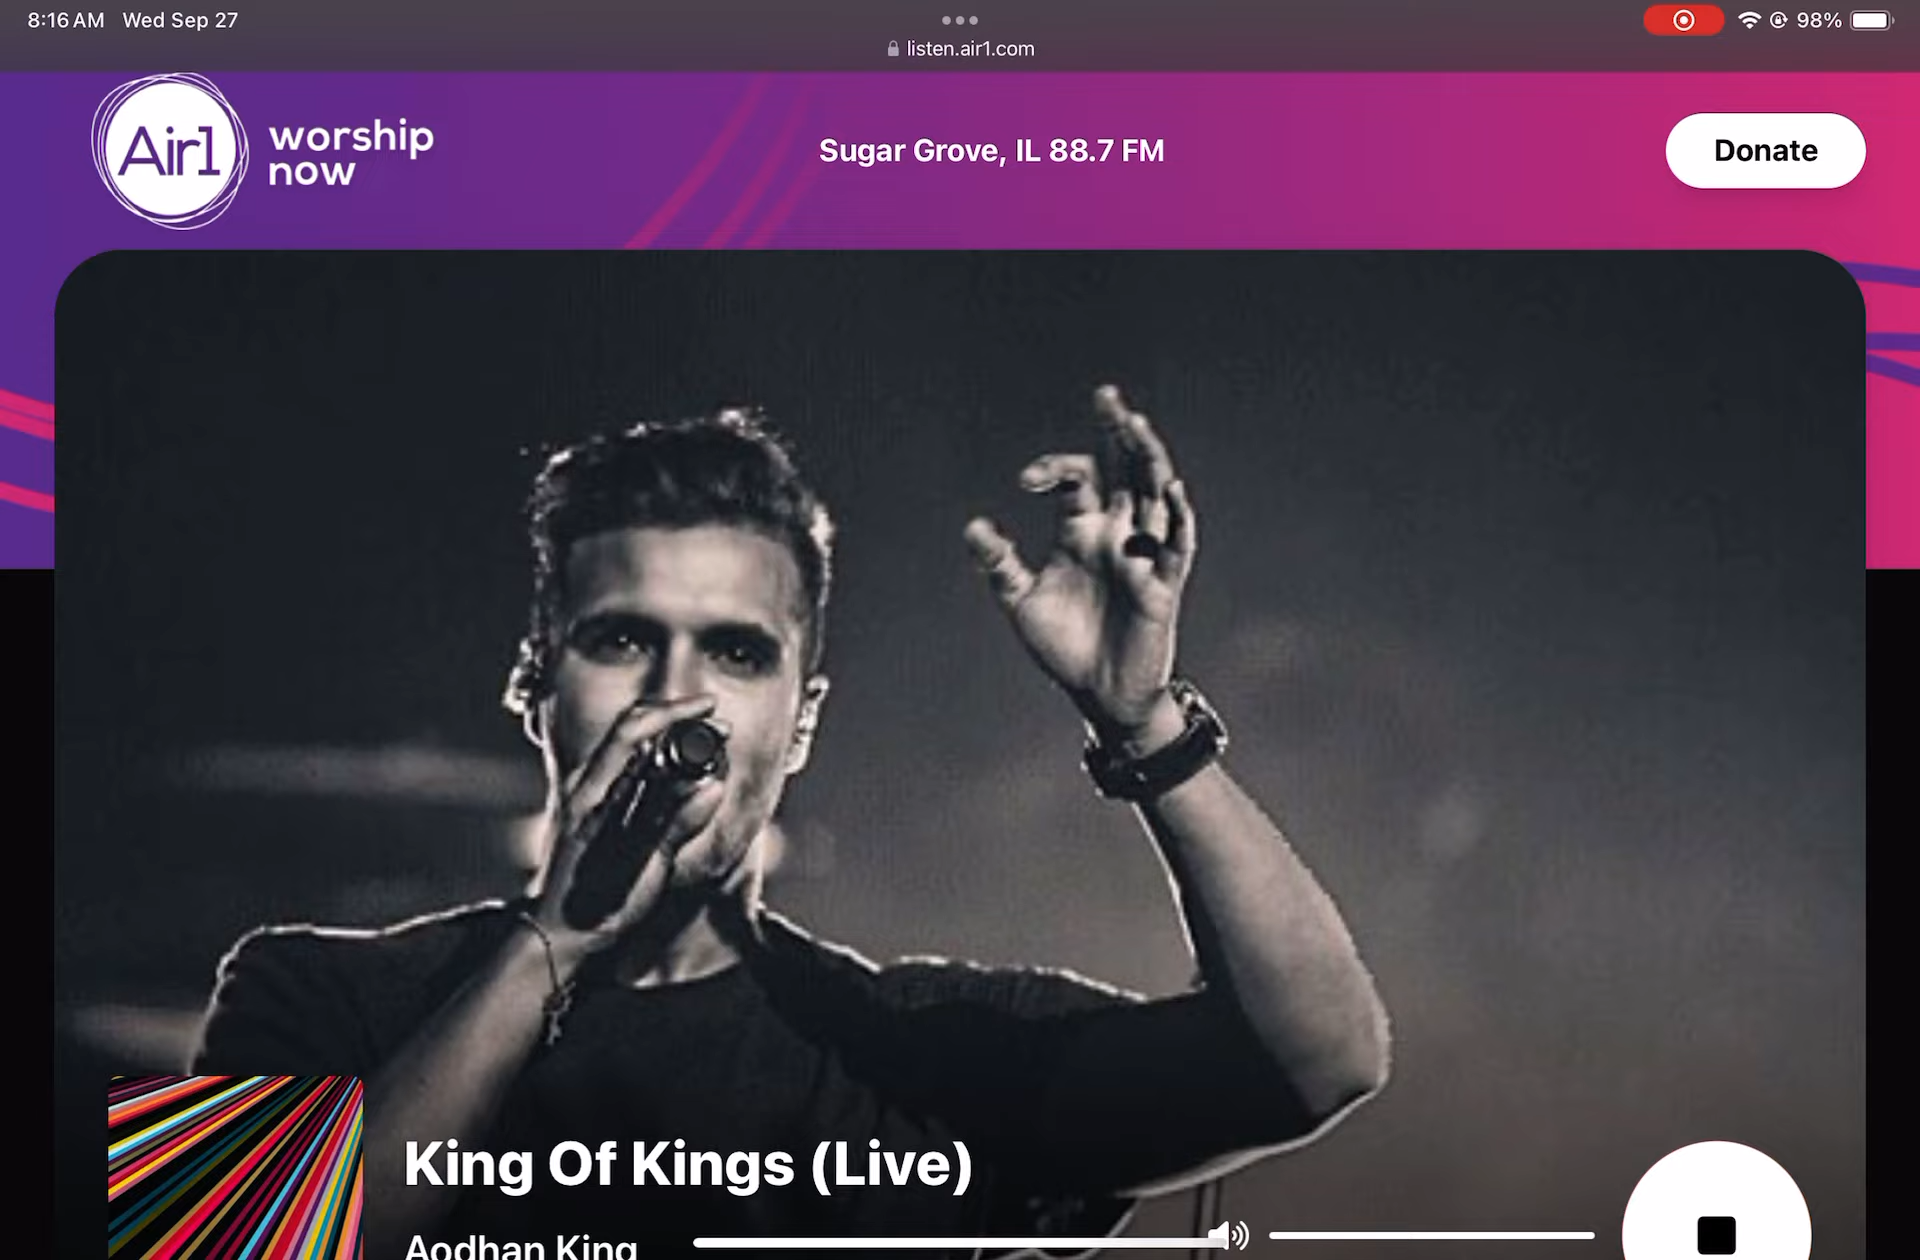 8:16 AM Wed Sep 27
98%
listen.air1.com
Air1
worship
now
Sugar Grove, IL 88.7 FM
Donate
King Of Kings (Live)
Aodhan King